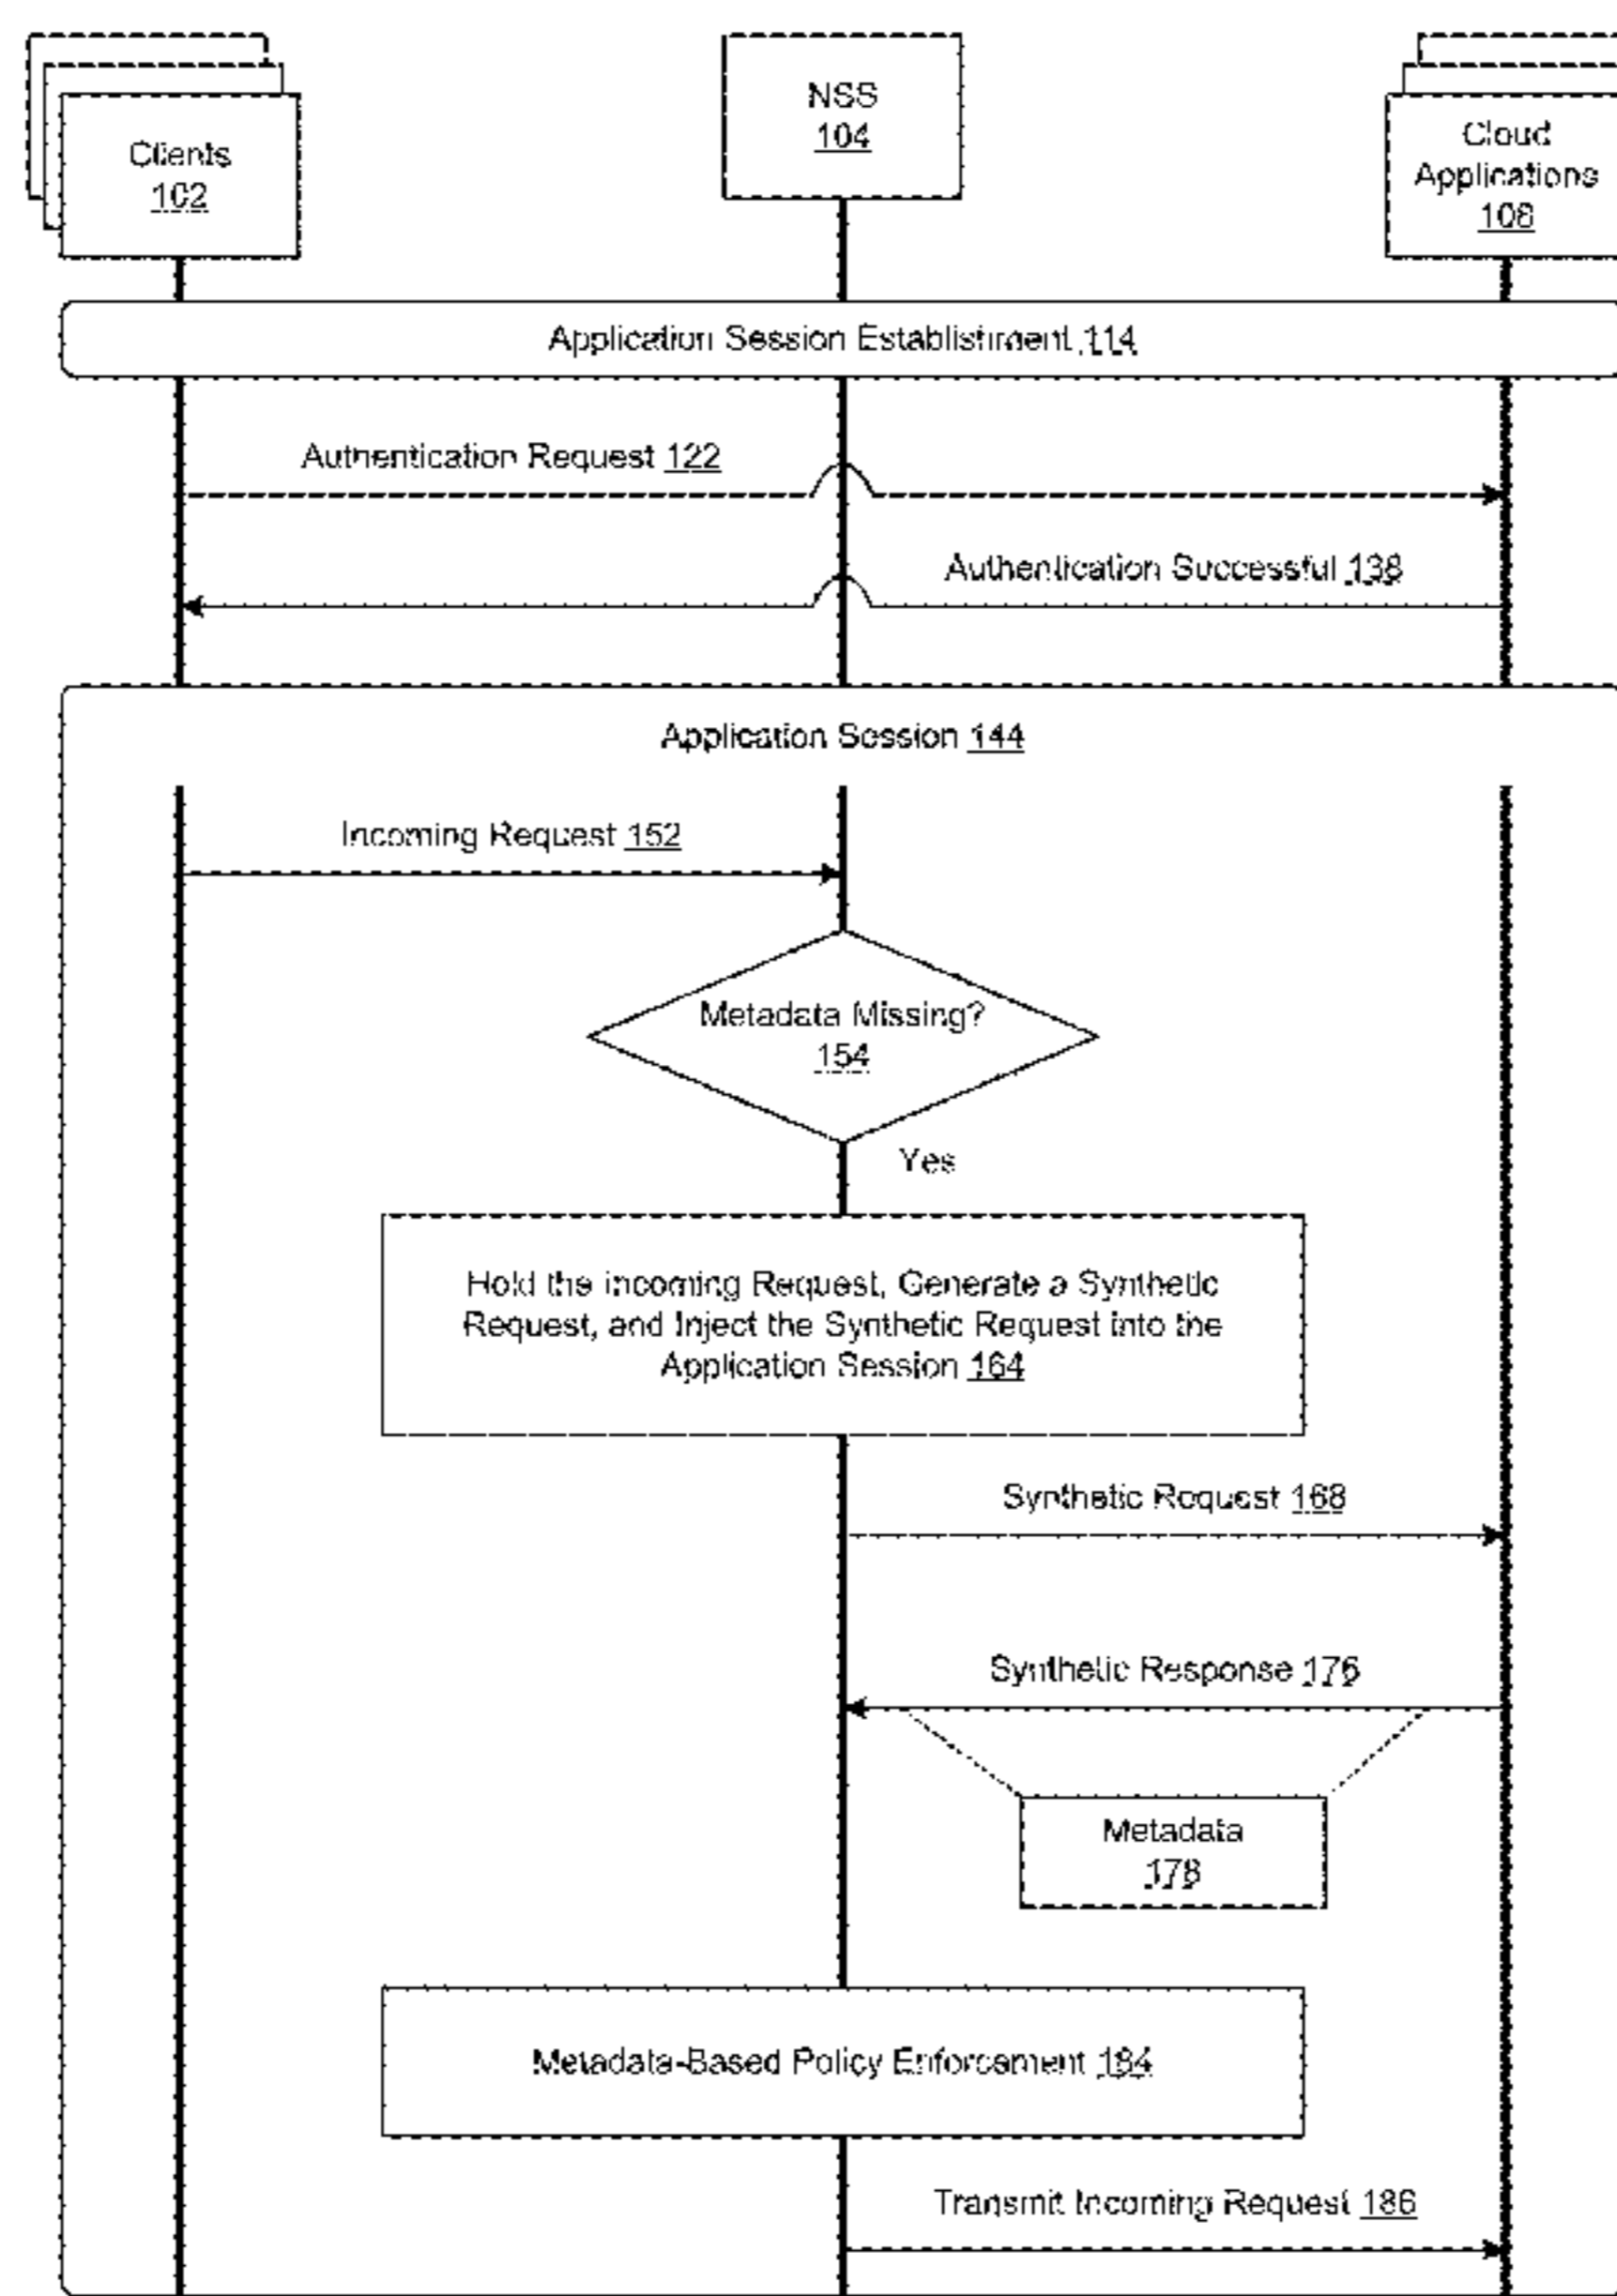 Clients
102
NSS
104
Cloud
Applications
108
Application Session Establishment 114
Authentication Request 122
Authentication Successful 138
Application Session 144
Incoming Request 152
Metadata Missing?
154
Yes
Hold the incoming Request, Generate a Synthetic
Request, and Inject the Synthetic Request into the
Application Session 164
Synthetic Request 168
Synthetic Response 176
Metadata
178
Metadata-Based Policy Enforcement 184
Transmit Incoming Request 186